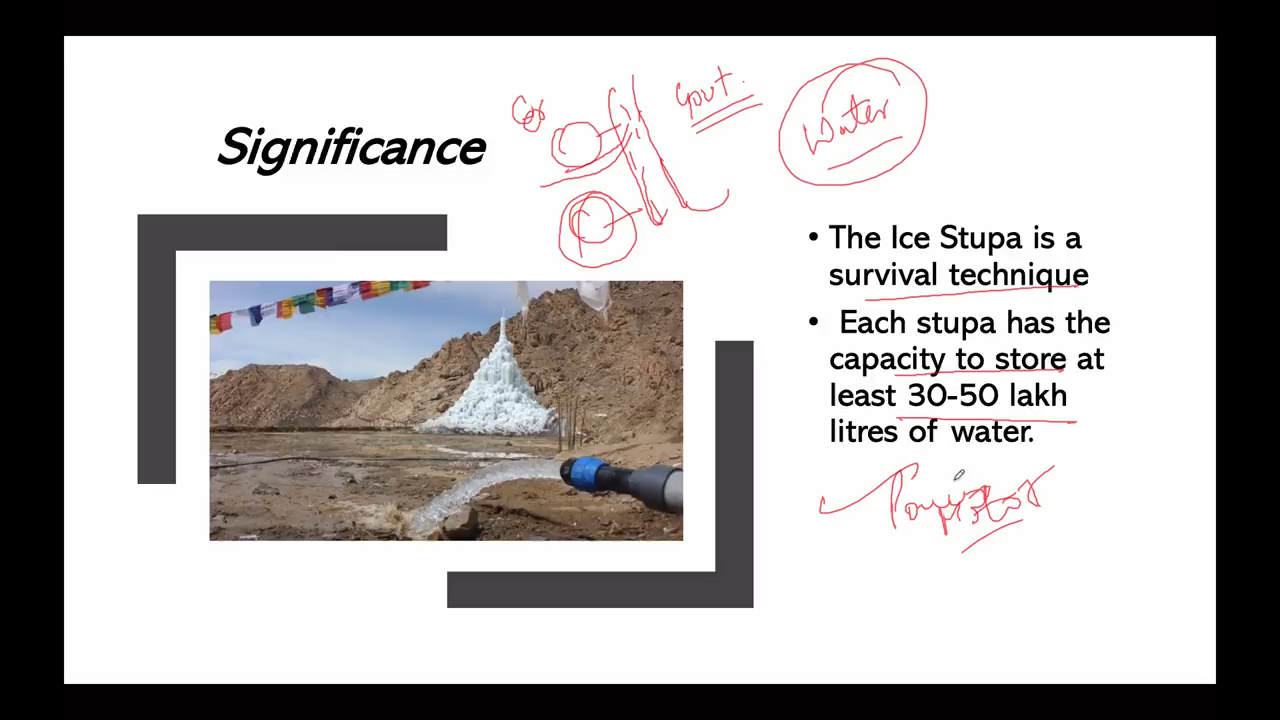 Govt.
Water
Significance
• The Ice Stupa is a
survival technique
• Each stupa has the
capacity to store at
least 30-50 lakh
litres of water.